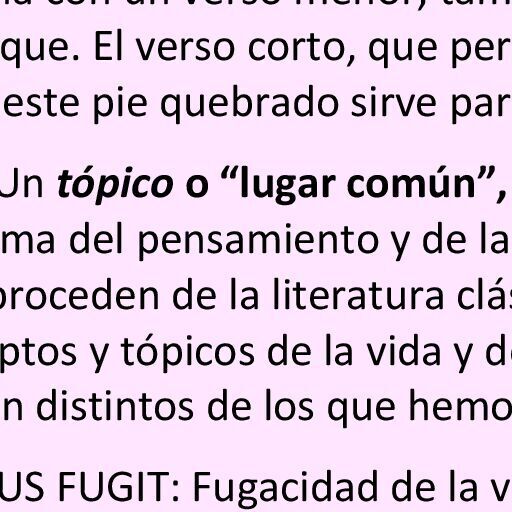 con un verso menor, tam
que. El verso corto, que per
este pie quebrado sirve par
Un tópico o “lugar común”,
ma del pensamiento y de la
proceden de la literatura clás
ptos y tópicos de la vida y de
n distintos de los que hemo
US FUGIT: Fugacidad de la v